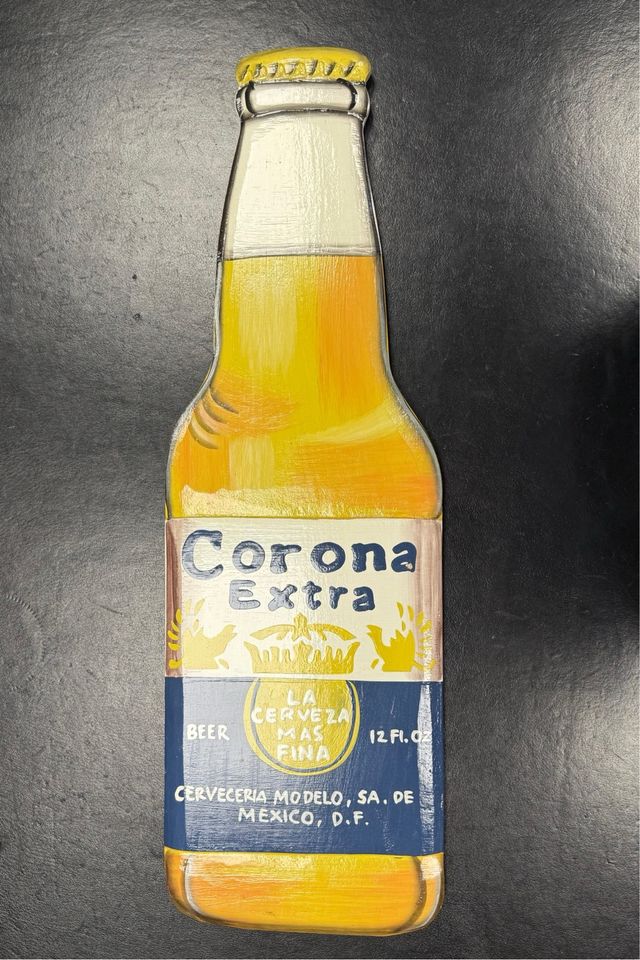 Corona
Extra
LA
CERVEZA
MAS
FINA
BEER
12 Fl. OZ
CERVECERIA MODELO, SA. DE
MEXICO, D.F.